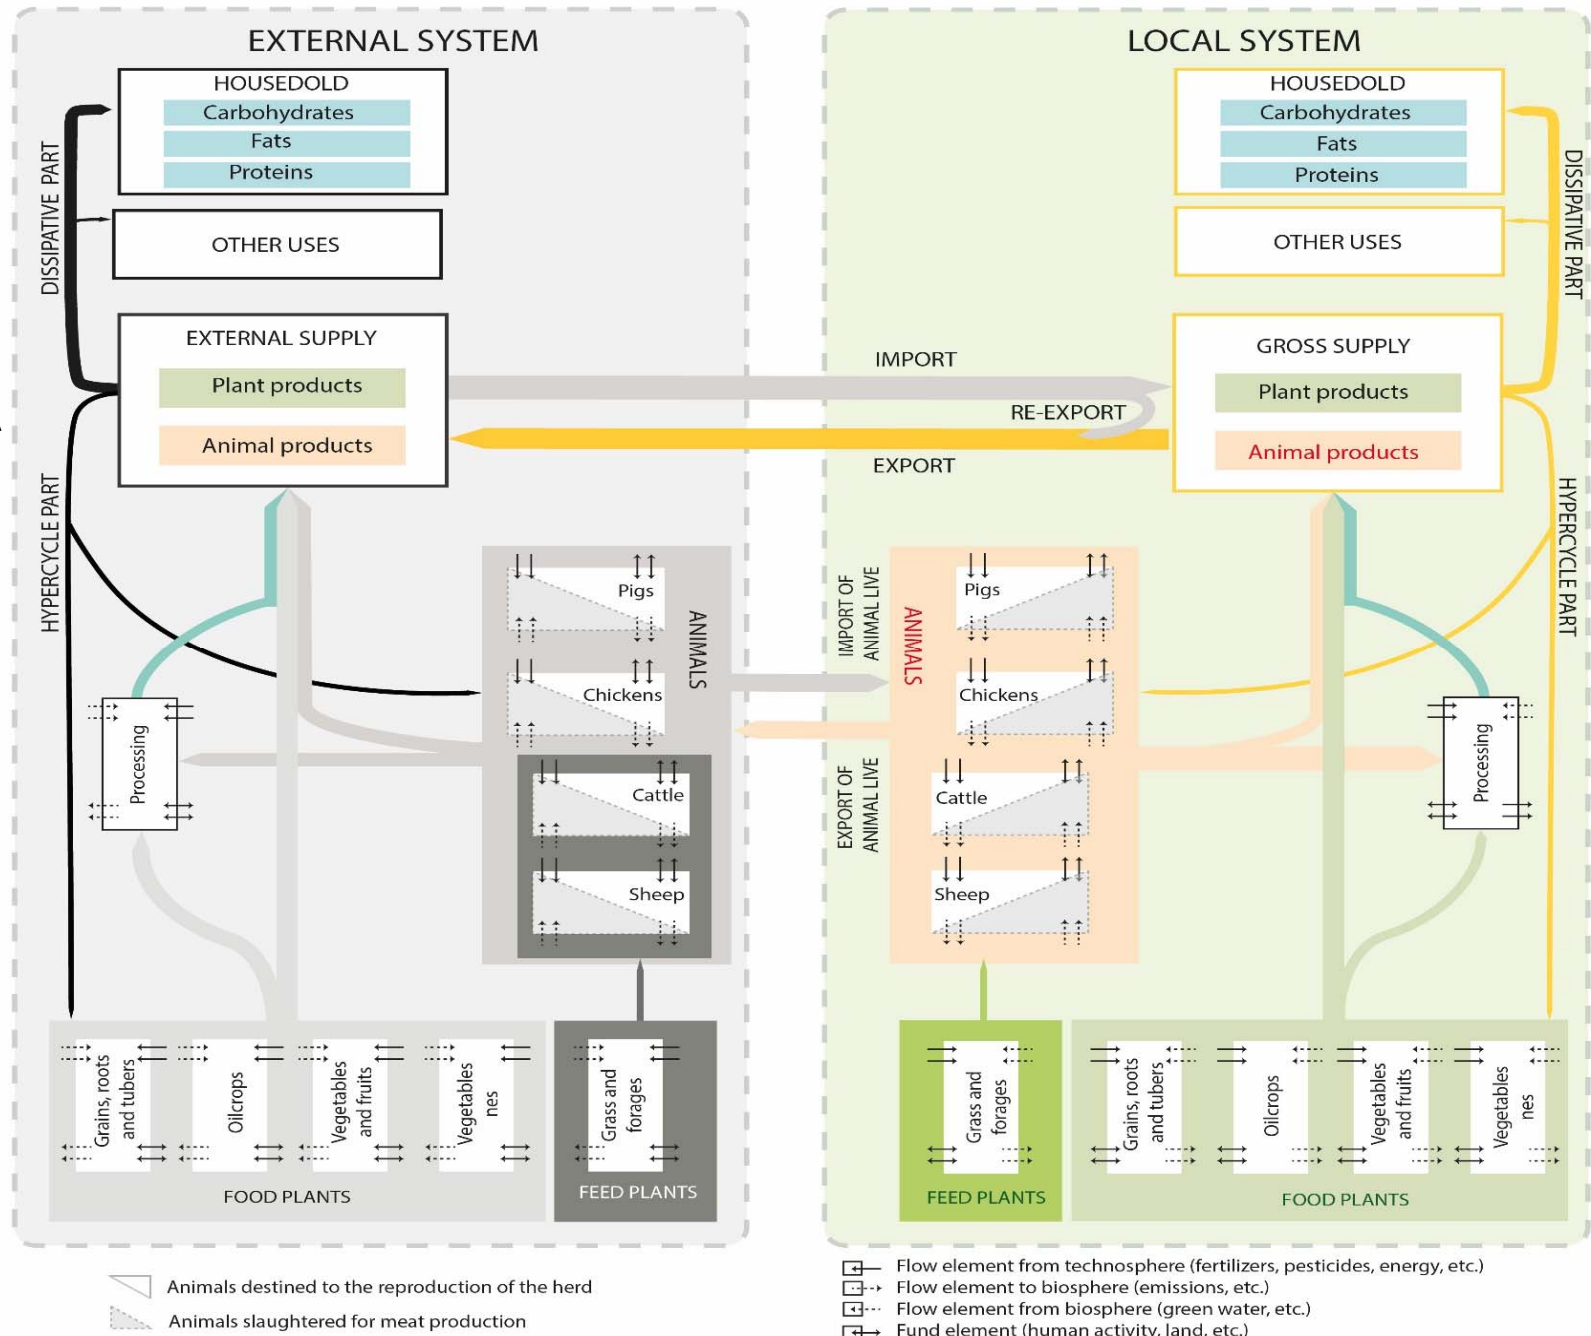 EXTERNAL SYSTEM
HOUSEDOLD
Carbohydrates
Fats
Proteins
OTHER USES
DISSIPATIVE PART
EXTERNAL SUPPLY
Plant products
Animal products
HYPERCYCLE PART
IMPORT
RE-EXPORT
EXPORT
LOCAL SYSTEM
HOUSEDOLD
Carbohydrates
Fats
Proteins
OTHER USES
DISSIPATIVE PART
GROSS SUPPLY
Plant products
Animal products
HYPERCYCLE PART
Pigs
Chickens
Cattle
Sheep
ANIMALS
Processing
IMPORT OF
ANIMAL LIVE
EXPORT OF
ANIMAL LIVE
ANIMALS
Pigs
Chickens
Cattle
Sheep
Processing
Grains, roots
and tubers
Oilcrops
Vegetables
and fruits
Vegetables
nes
FOOD PLANTS
Grass and
forages
FEED PLANTS
Grass and
forages
FEED PLANTS
Grains, roots
and tubers
Oilcrops
Vegetables
and fruits
Vegetables
nes
FOOD PLANTS
Animals destined to the reproduction of the herd
Animals slaughtered for meat production
Flow element from technosphere (fertilizers, pesticides, energy, etc.)
Flow element to biosphere (emissions, etc.)
Flow element from biosphere (green water, etc.)
Fund element (human activity, land, etc.)